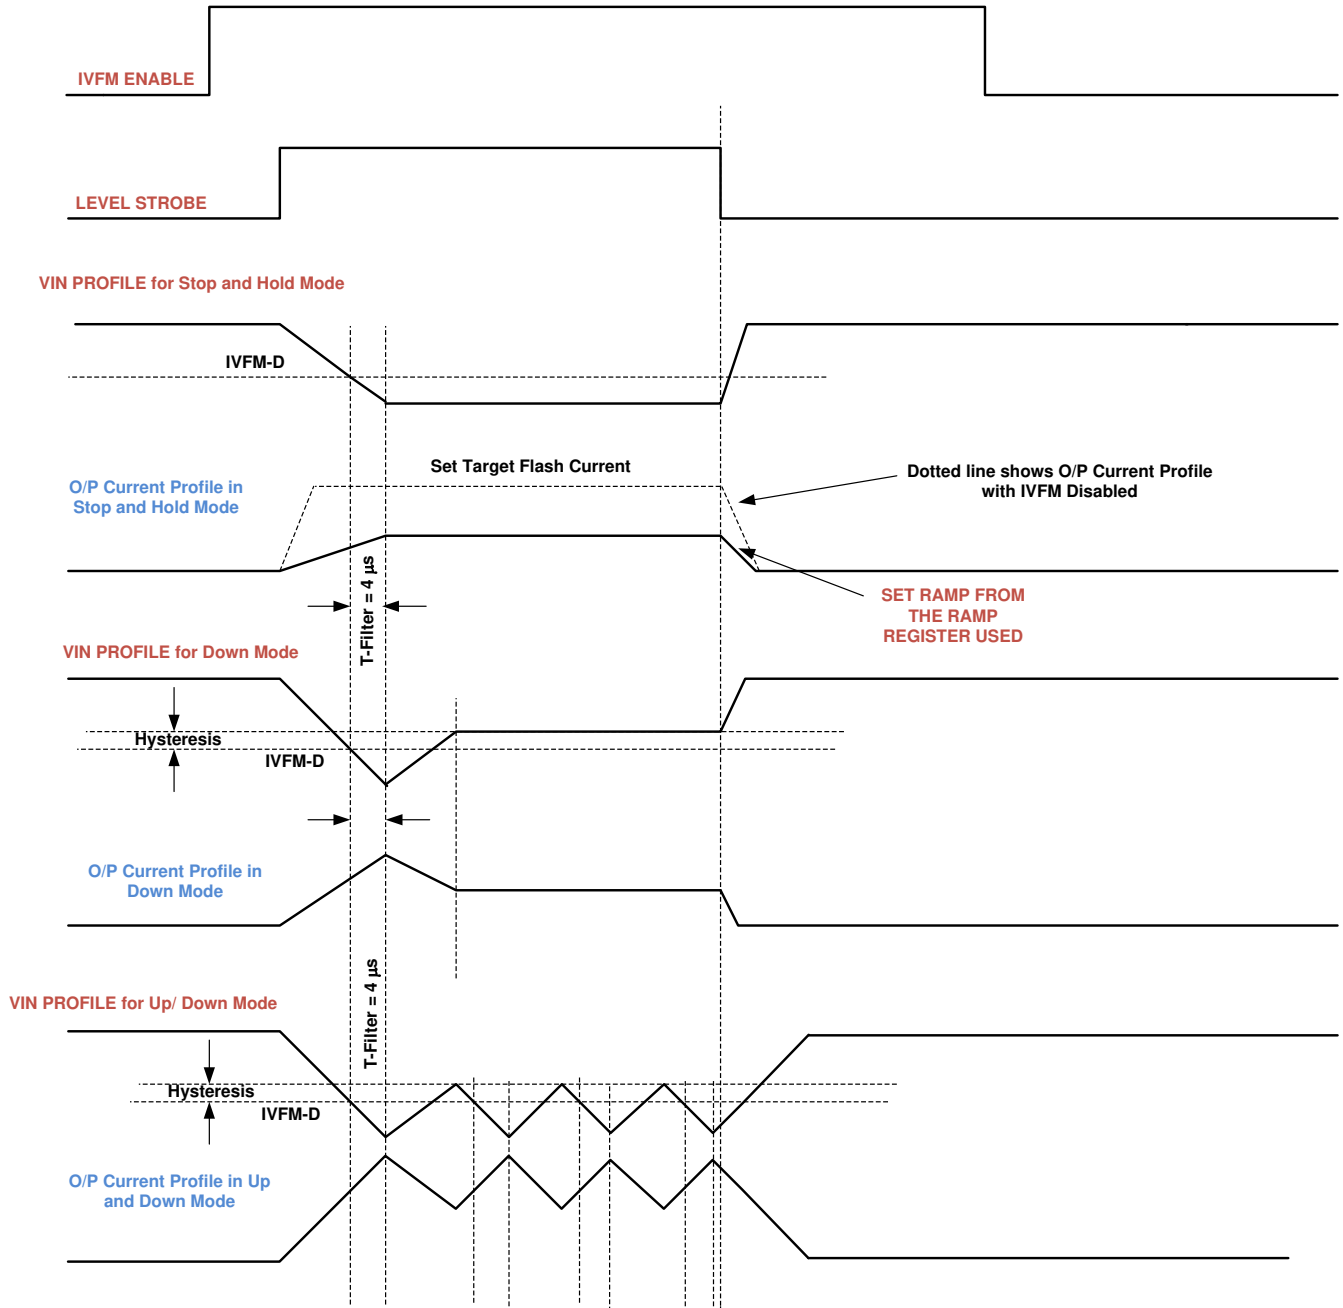 IVFM ENABLE
LEVEL STROBE
VIN PROFILE for Stop and Hold Mode
IVFM-D
O/P Current Profile in
Stop and Hold Mode
Set Target Flash Current
Dotted line shows O/P Current Profile
with IVFM Disabled
T-Filter = 4 µs
SET RAMP FROM
THE RAMP
REGISTER USED
VIN PROFILE for Down Mode
Hysteresis
IVFM-D
O/P Current Profile in
Down Mode
T-Filter = 4 µs
VIN PROFILE for Up/ Down Mode
Hysteresis
IVFM-D
O/P Current Profile in Up
and Down Mode